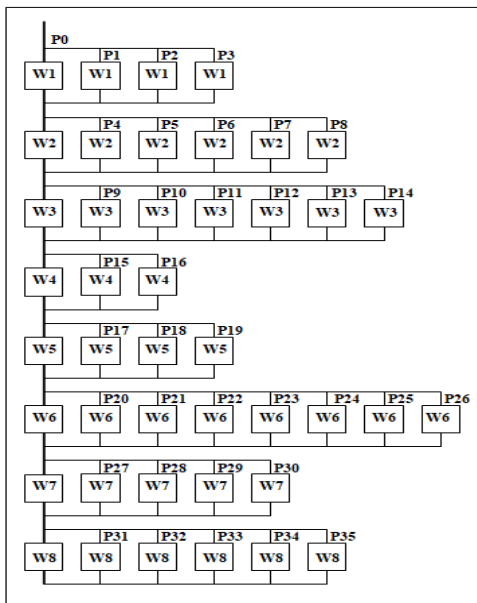 P0
P1 P2 P3
W1 W1 W1 W1
P4 P5 P6 P7 P8
W2 W2 W2 W2 W2 W2
P9 P10 P11 P12 P13 P14
W3 W3 W3 W3 W3 W3 W3
P15 P16
W4 W4 W4
P17 P18 P19
W5 W5 W5 W5
P20 P21 P22 P23 P24 P25 P26
W6 W6 W6 W6 W6 W6 W6 W6
P27 P28 P29 P30
W7 W7 W7 W7 W7
P31 P32 P33 P34 P35
W8 W8 W8 W8 W8 W8